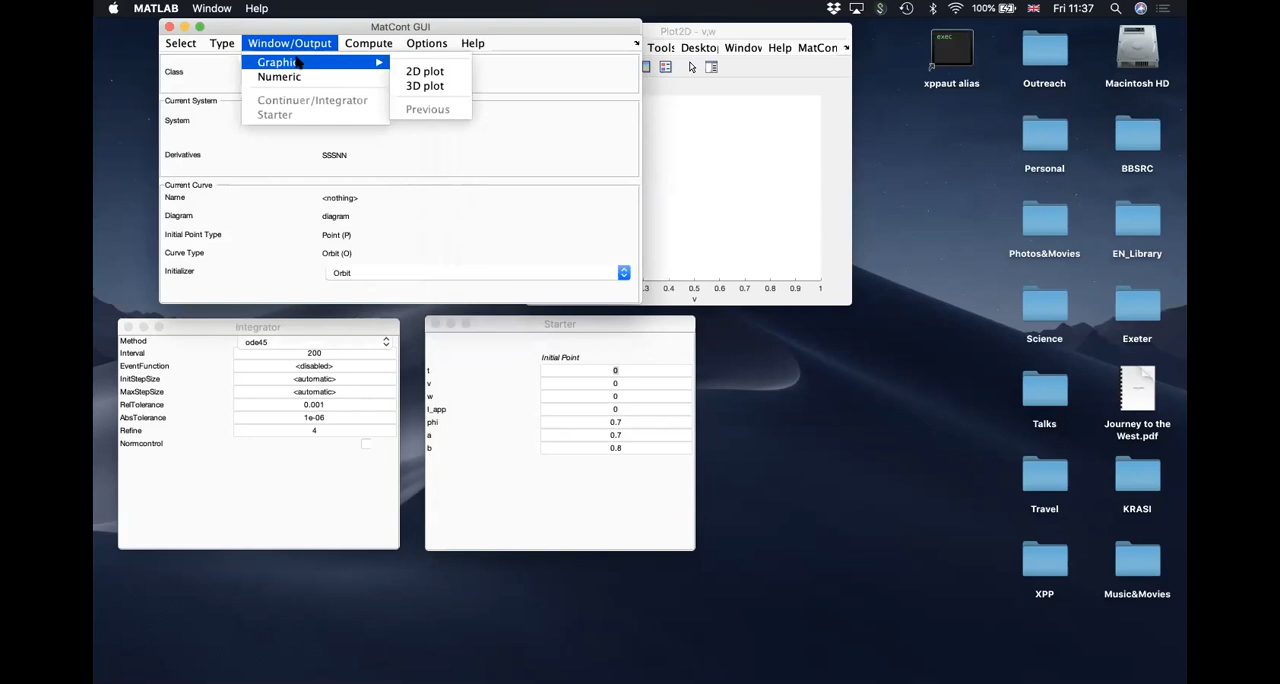 MATLAB Window Help
100% Fri 11:37
MatCont GUI
Select Type Window/Output Compute Options Help
Graphic
Numeric
Continuer/Integrator
Starter
2D plot
3D plot
Previous
Class
Current System
System
Derivatives SSSNN
Current Curve
Name <nothing>
Diagram diagram
Initial Point Type Point (P)
Curve Type Orbit (O)
Initializer Orbit
Plot2D - v,w
Tools Desktop Window Help MatCon
.3 0.4 0.5 0.6 0.7 0.8 0.9 1
v
Integrator
Method ode45
Interval 200
EventFunction <disabled>
InitStepSize <automatic>
MaxStepSize <automatic>
RelTolerance 0.001
AbsTolerance 1e-06
Refine 4
Normcontrol
Starter
Initial Point
t 0
v 0
w 0
I_app 0
phi 0.7
a 0.7
b 0.8
exec
xppaut alias
Outreach
Macintosh HD
Personal
BBSRC
Photos&Movies
EN_Library
Science
Exeter
Talks
Journey to the
West.pdf
Travel
KRASI
XPP
Music&Movies